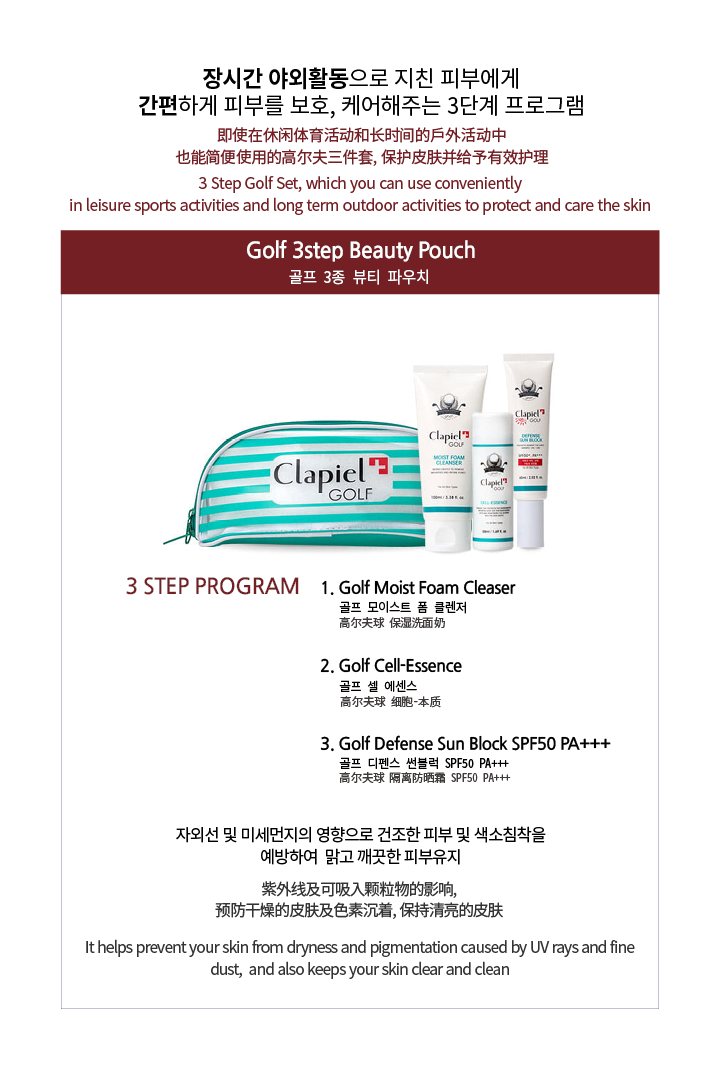 장시간 야외활동으로 지친 피부에게
간편하게 피부를 보호, 케어해주는 3단계 프로그램
即使在休闲体育活动和长时间的戶外活动中
也能简便使用的高尔夫三件套, 保护皮肤并给予有效护理
3 Step Golf Set, which you can use conveniently
in leisure sports activities and long term outdoor activities to protect and care the skin
Golf 3step Beauty Pouch
골프 3종 뷰티 파우치
Clapiel
GOLF
Clapiel
GOLF
MOIST FOAM
CLEANSER
100ml / 3.38 fl. oz.
Clapiel
GOLF
CELL-ESSENCE
Clapiel
GOLF
DEFENSE
SUN BLOCK
SPF50+, PA+++
3 STEP PROGRAM
1. Golf Moist Foam Cleaser
골프 모이스트 폼 클렌저
高尔夫球 保湿洗面奶
2. Golf Cell-Essence
골프 셀 에센스
高尔夫球 细胞-本质
3. Golf Defense Sun Block SPF50 PA+++
골프 디펜스 썬블럭 SPF50 PA+++
高尔夫球 隔离防晒霜 SPF50 PA+++
자외선 및 미세먼지의 영향으로 건조한 피부 및 색소침착을
예방하여 맑고 깨끗한 피부유지
紫外线及可吸入颗粒物的影响,
预防干燥的皮肤及色素沉着, 保持清亮的皮肤
It helps prevent your skin from dryness and pigmentation caused by UV rays and fine
dust, and also keeps your skin clear and clean